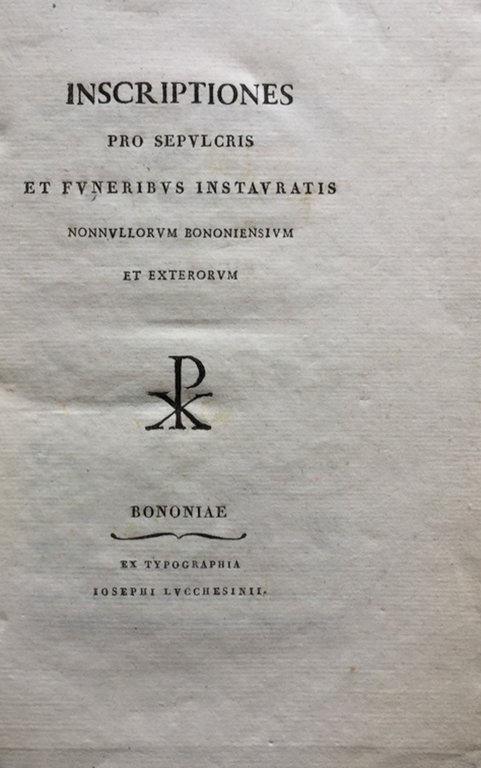 INSCRIPTIONES
PRO SEPVLCRIS
ET FVNERIBVS INSTAVRATIS
NONNVLLORVM BONONIENSIVM
ET EXTERORVM
BONONIAE
EX TYPOGRAPHIA
IOSEPHI LVCCHESINII.